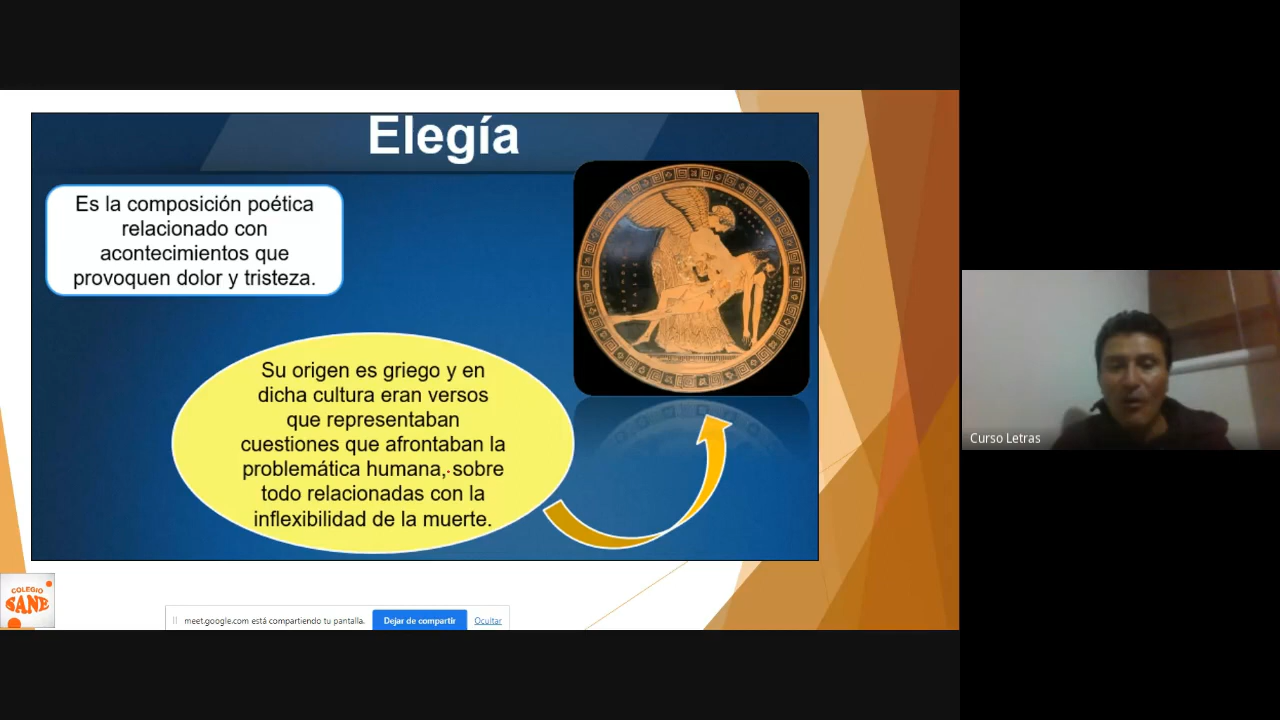 Elegía
Es la composición poética
relacionado con
acontecimientos que
provoquen dolor y tristeza.
Su origen es griego y en
dicha cultura eran versos
que representaban
cuestiones que afrontaban la
problemática humana, sobre
todo relacionadas con la
inflexibilidad de la muerte.
Curso Letras
COLEGIO
SANE
meet.google.com está compartiendo tu pantalla.
Dejar de compartir
Ocultar